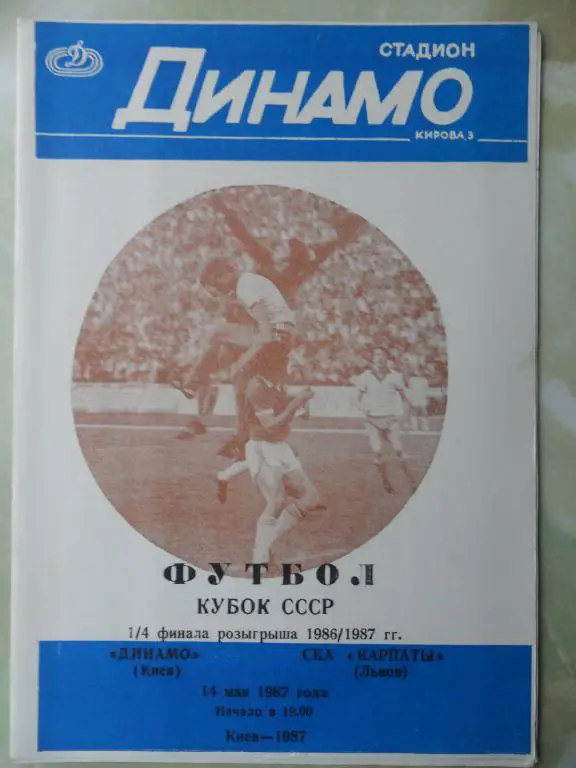 Д
СТАДИОН
ДИНАМО
КИРОВА, 3
ФУТБОЛ
КУБОК СССР
1/4 финала розыгрыша 1986/1987 гг.
«ДИНАМО» СКА «КАРПАТЫ»
(Киев) (Львов)
14 мая 1987 года
Начало в 19.00
Киев—1987